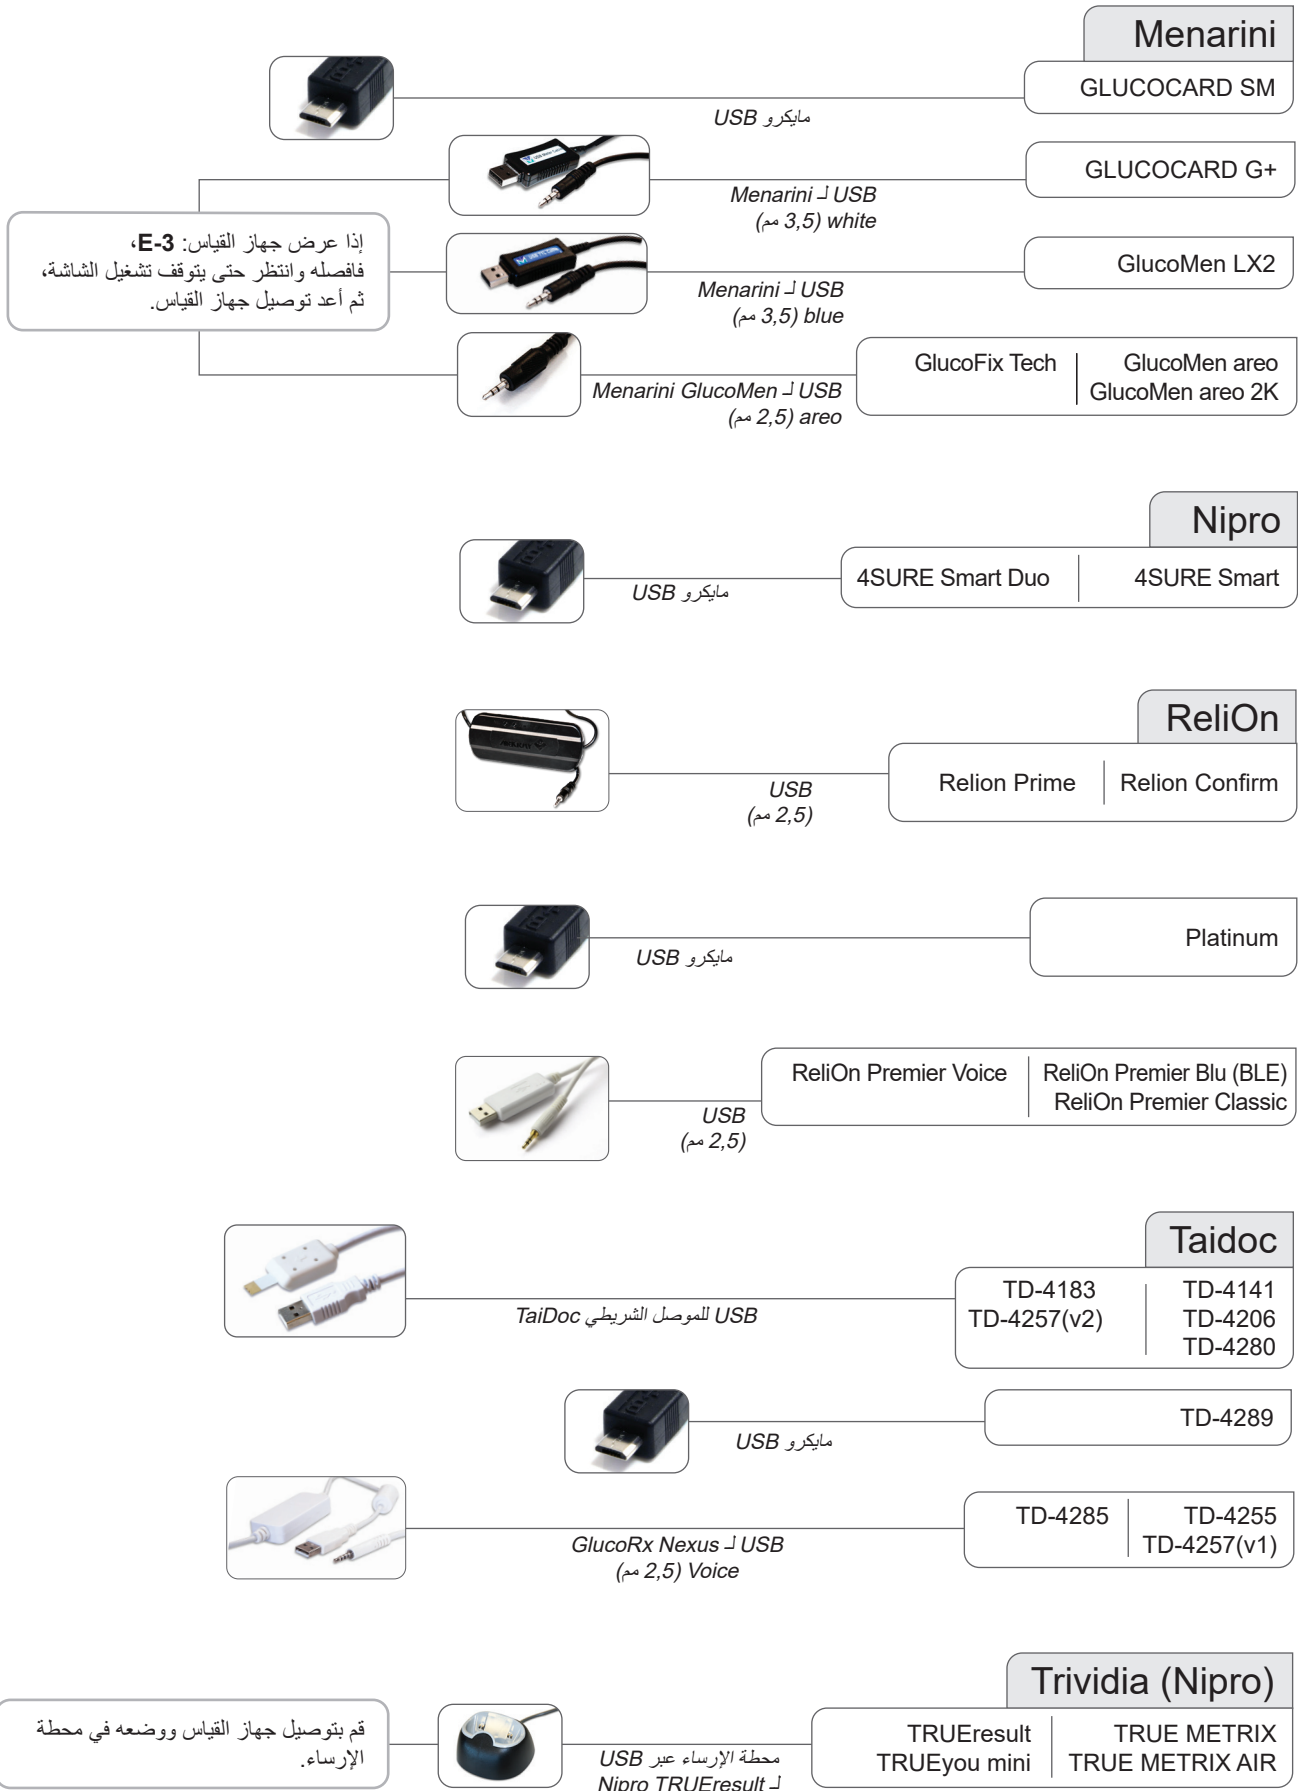 Menarini
GLUCOCARD SM
مايكرو USB
GLUCOCARD G+
USB لـ Menarini
white (3,5 مم)
GlucoMen LX2
USB لـ Menarini
blue (3,5 مم)
إذا عرض جهاز القياس: E-3،
فافصله وانتظر حتى يتوقف تشغيل الشاشة،
ثم أعد توصيل جهاز القياس.
GlucoMen areo
GlucoMen areo 2K
GlucoFix Tech
USB لـ Menarini GlucoMen
areo (2,5 مم)
Nipro
4SURE Smart
4SURE Smart Duo
مايكرو USB
ReliOn
Relion Confirm
Relion Prime
USB
(2,5 مم)
Platinum
مايكرو USB
ReliOn Premier Blu (BLE)
ReliOn Premier Classic
ReliOn Premier Voice
USB
(2,5 مم)
Taidoc
TD-4141
TD-4206
TD-4280
TD-4183
TD-4257(v2)
USB للموصل الشريطي TaiDoc
TD-4289
مايكرو USB
TD-4255
TD-4257(v1)
TD-4285
USB لـ GlucoRx Nexus
Voice (2,5 مم)
Trividia (Nipro)
TRUE METRIX
TRUE METRIX AIR
TRUEresult
TRUEyou mini
محطة الإرساء عبر USB
لـ Nipro TRUEresult
قم بتوصيل جهاز القياس ووضعه في محطة
الإرساء.